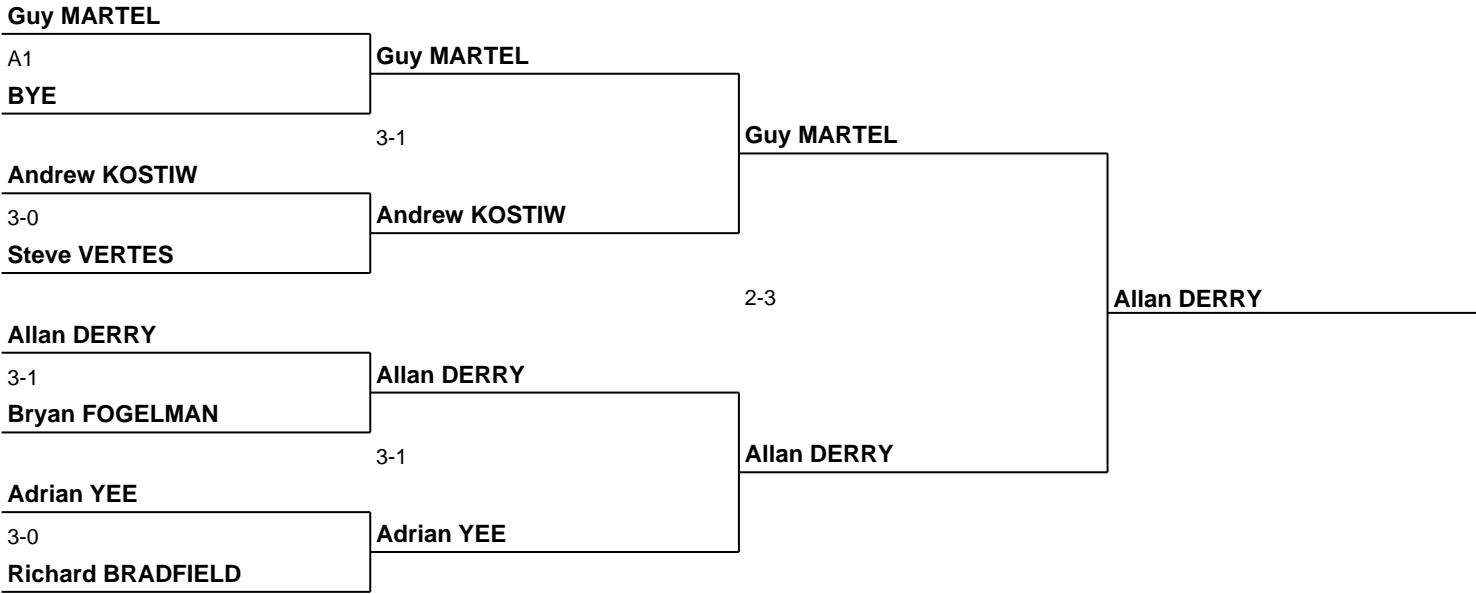 Guy MARTEL
A1
Guy MARTEL
BYE
3-1
Guy MARTEL
Andrew KOSTIW
3-0
Andrew KOSTIW
Steve VERTES
2-3
Allan DERRY
Allan DERRY
3-1
Allan DERRY
Bryan FOGELMAN
3-1
Allan DERRY
Adrian YEE
3-0
Adrian YEE
Richard BRADFIELD